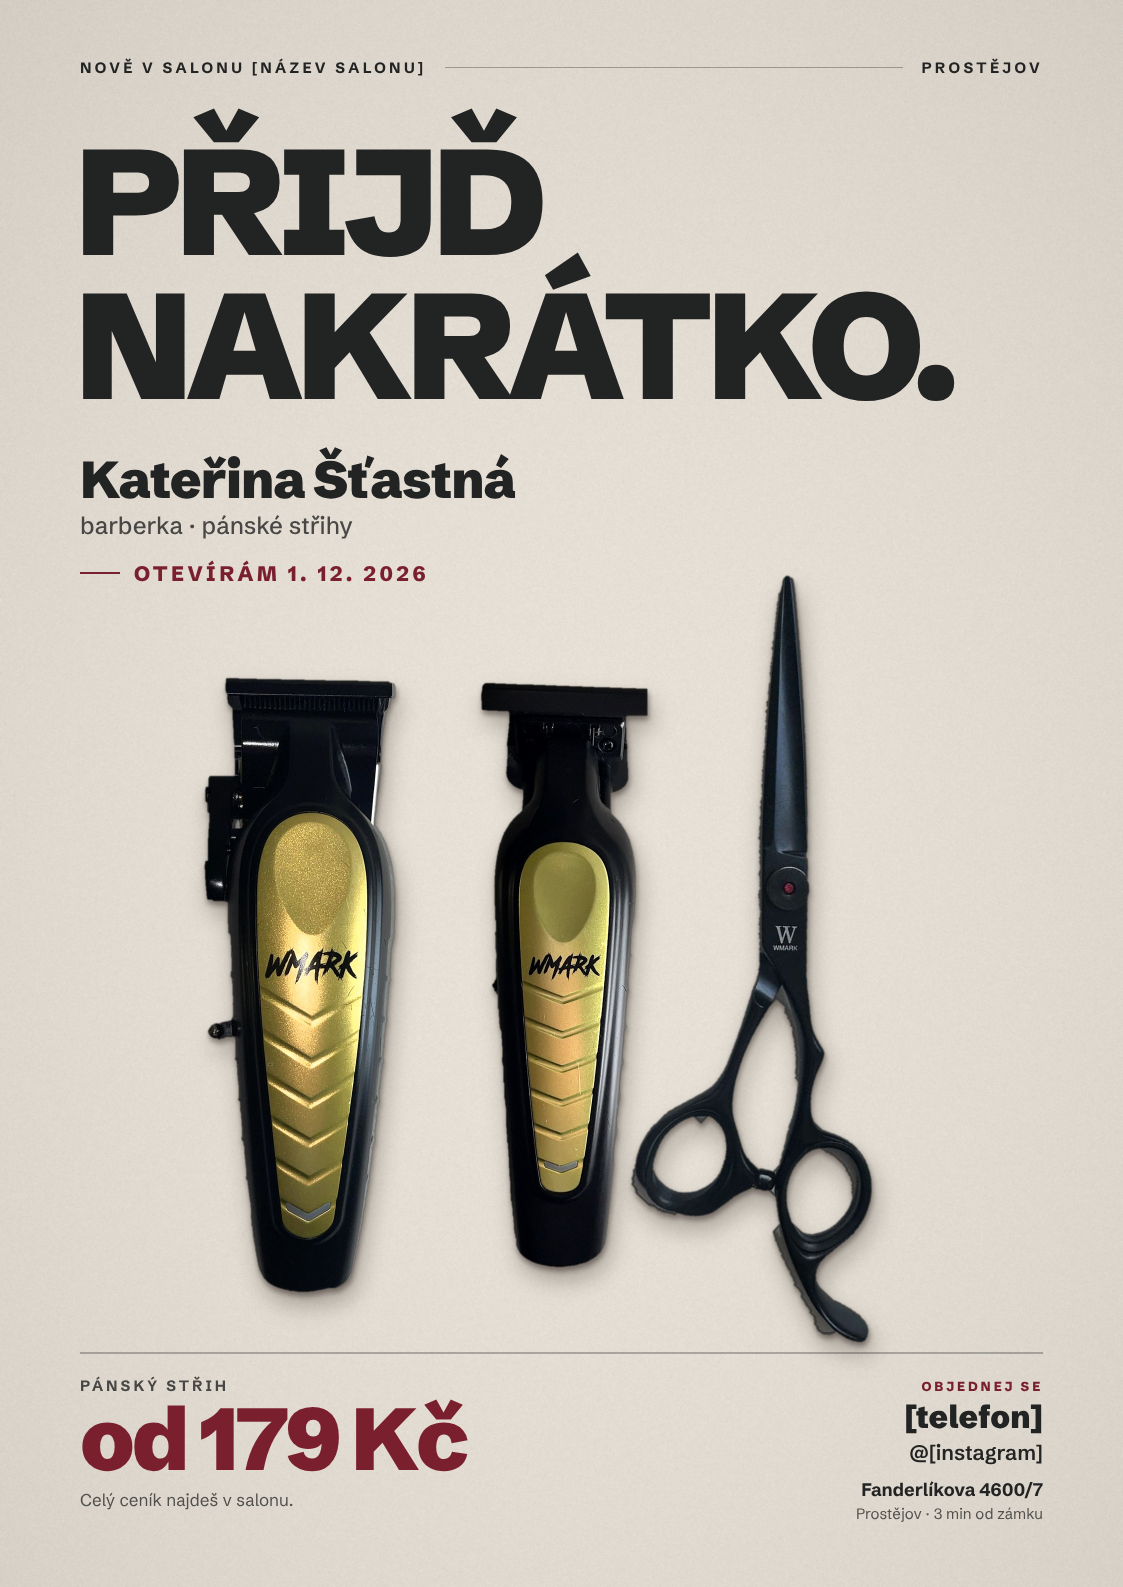 NOVĚ V SALONU [NÁZEV SALONU]
PROSTĚJOV
PŘIJĎ
NAKRÁTKO.
Kateřina Šťastná
barberka · pánské střihy
OTEVÍRÁM 1. 12. 2026
WMARK
WMARK
W
WMARK
PÁNSKÝ STŘIH
od 179 Kč
Celý ceník najdeš v salonu.
OBJEDNEJ SE
[telefon]
@[instagram]
Fanderlíkova 4600/7
Prostějov · 3 min od zámku